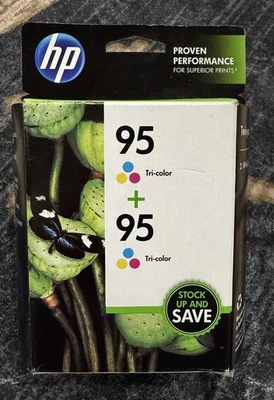 hp
PROVEN
PERFORMANCE
FOR SUPERIOR PRINTS*
95
Tri-color
+
95
Tri-color
STOCK
UP AND
SAVE